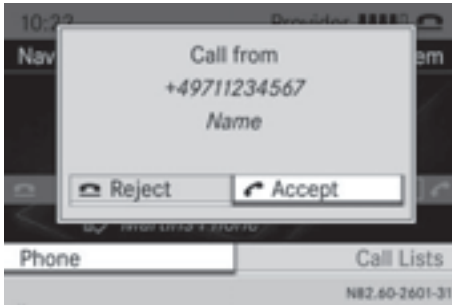 10:22 Provider
Nav em
Call from
+49711234567
Name
Reject Accept
Phone Call Lists
N82.60-2601-31